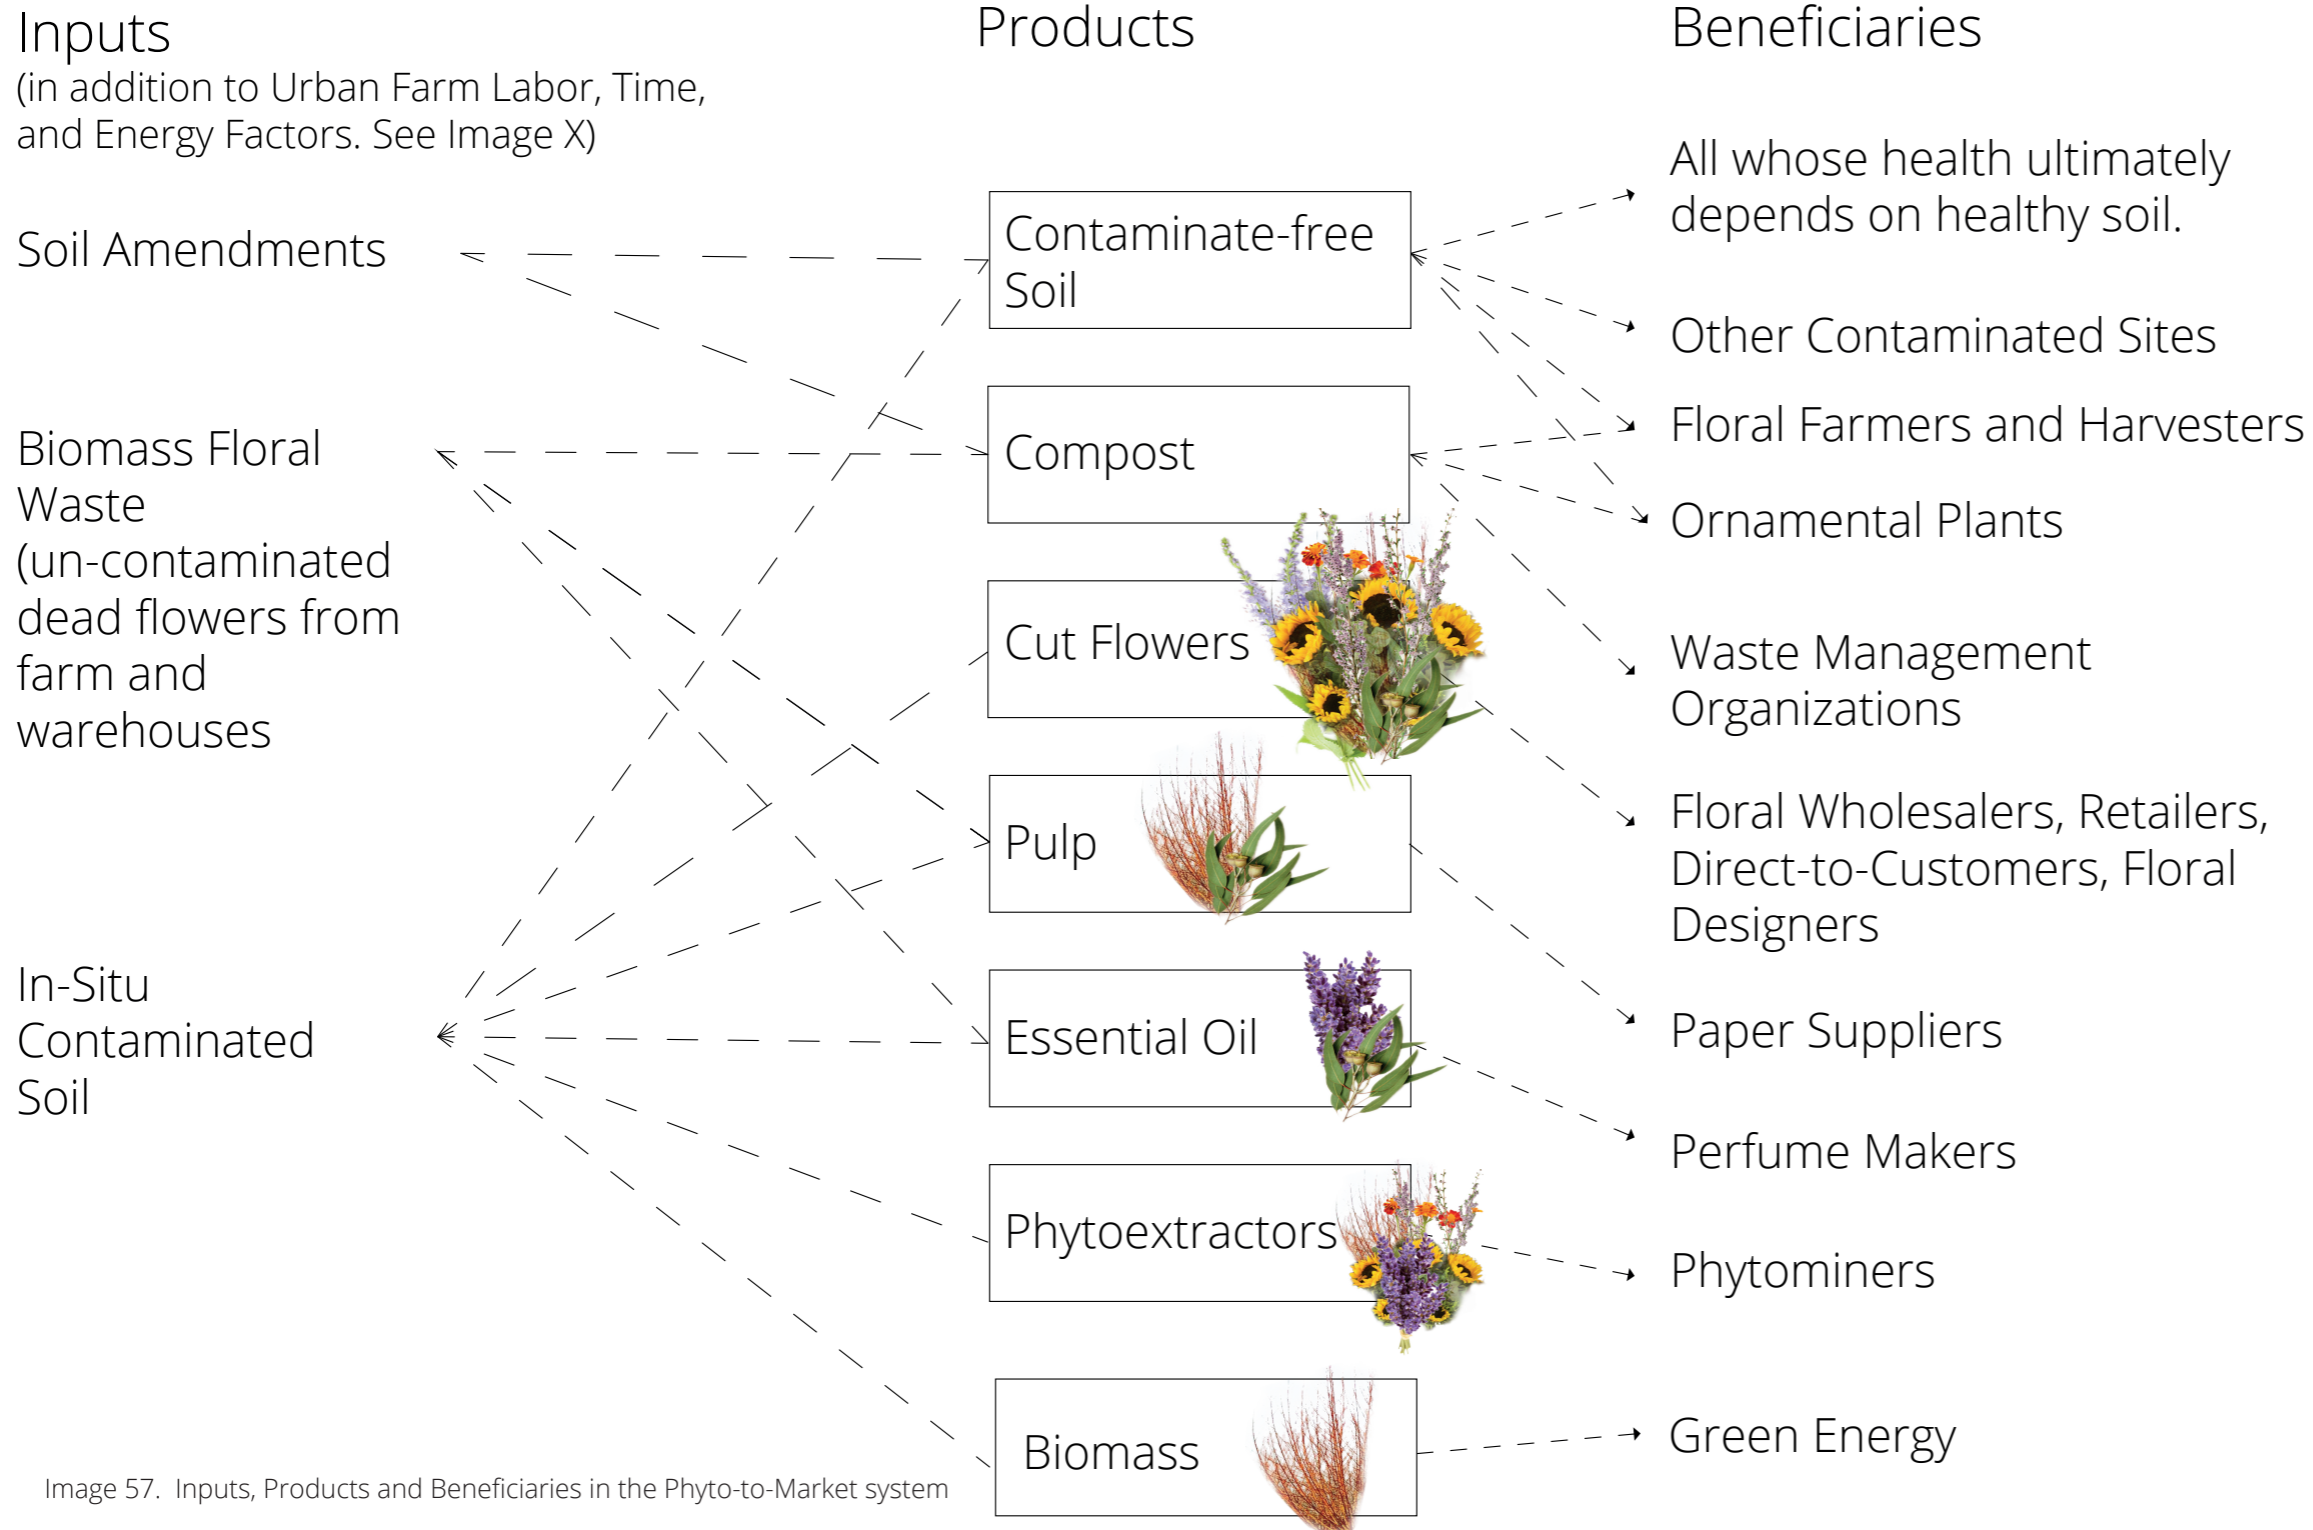 Inputs
(in addition to Urban Farm Labor, Time,
and Energy Factors. See Image X)
Soil Amendments
Biomass Floral
Waste
(un-contaminated
dead flowers from
farm and
warehouses
In-Situ
Contaminated
Soil
Products
Contaminate-free
Soil
Compost
Cut Flowers
Pulp
Essential Oil
Phytoextractors
Biomass
Beneficiaries
All whose health ultimately
depends on healthy soil.
Other Contaminated Sites
Floral Farmers and Harvesters
Ornamental Plants
Waste Management
Organizations
Floral Wholesalers, Retailers,
Direct-to-Customers, Floral
Designers
Paper Suppliers
Perfume Makers
Phytominers
Green Energy
Image 57.  Inputs, Products and Beneficiaries in the Phyto-to-Market system